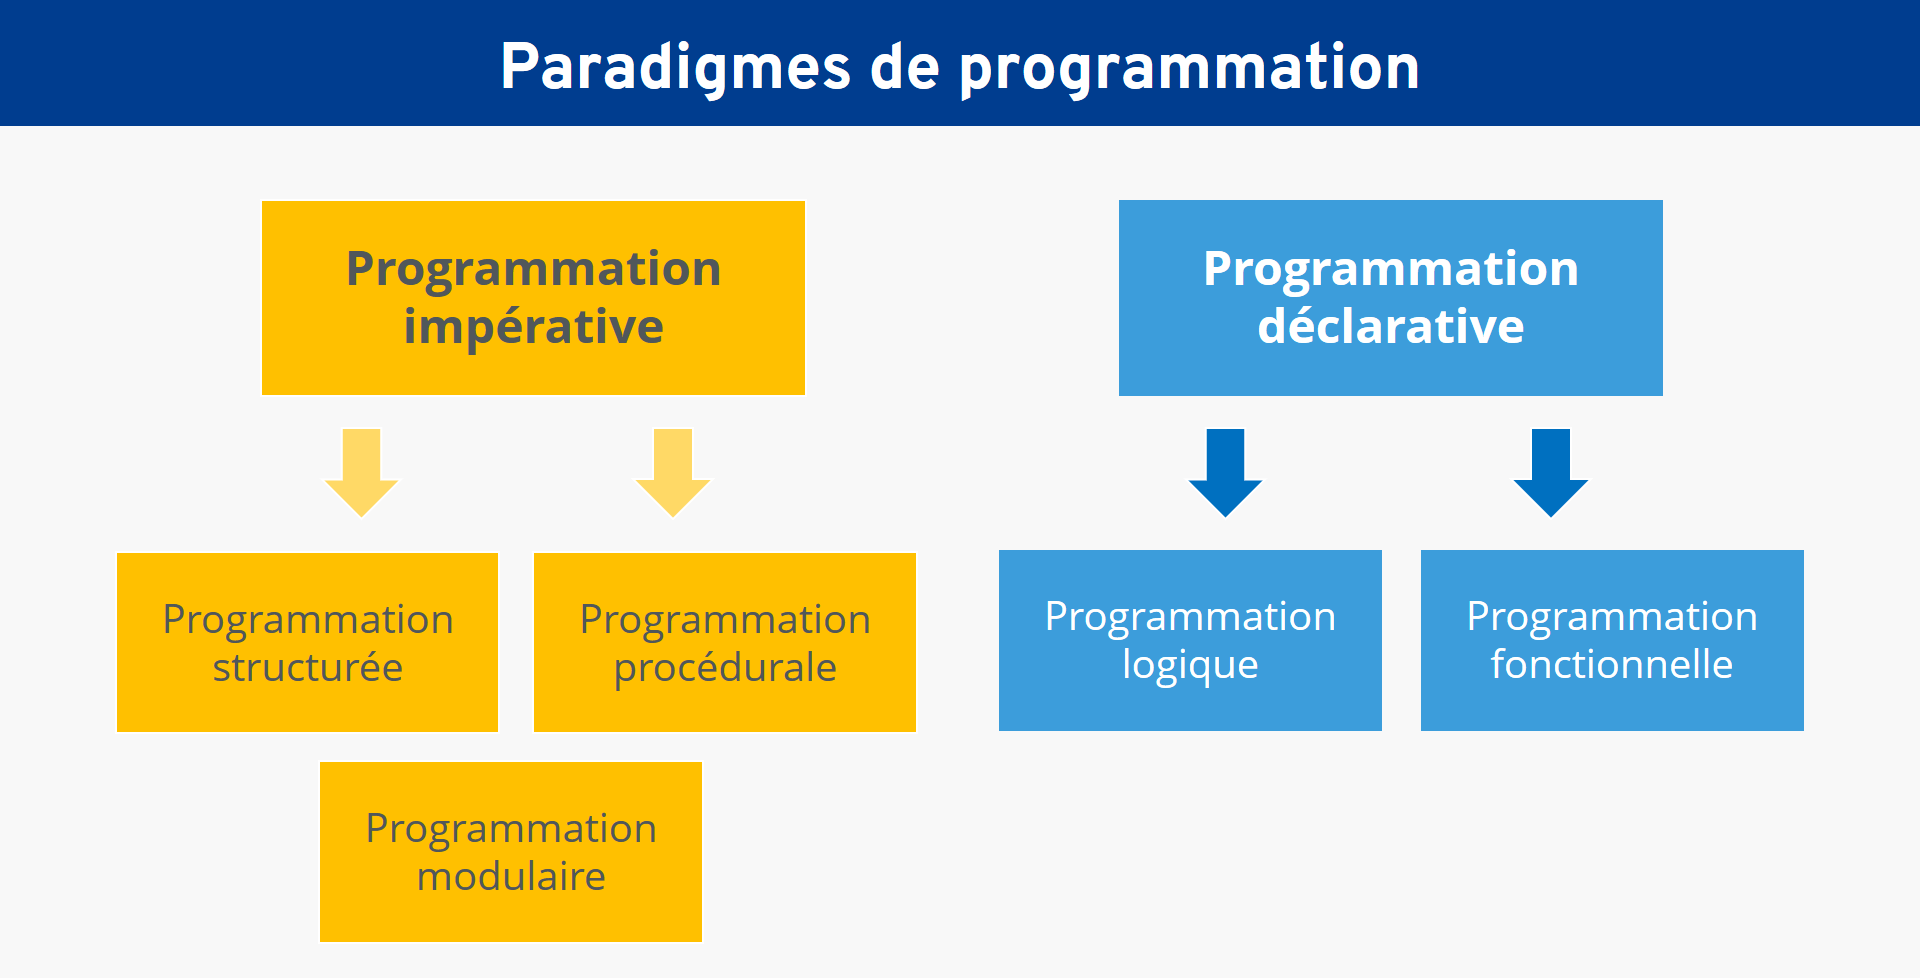 Paradigmes de programmation
Programmation
impérative
Programmation
déclarative
Programmation
structurée
Programmation
procédurale
Programmation
logique
Programmation
fonctionnelle
Programmation
modulaire